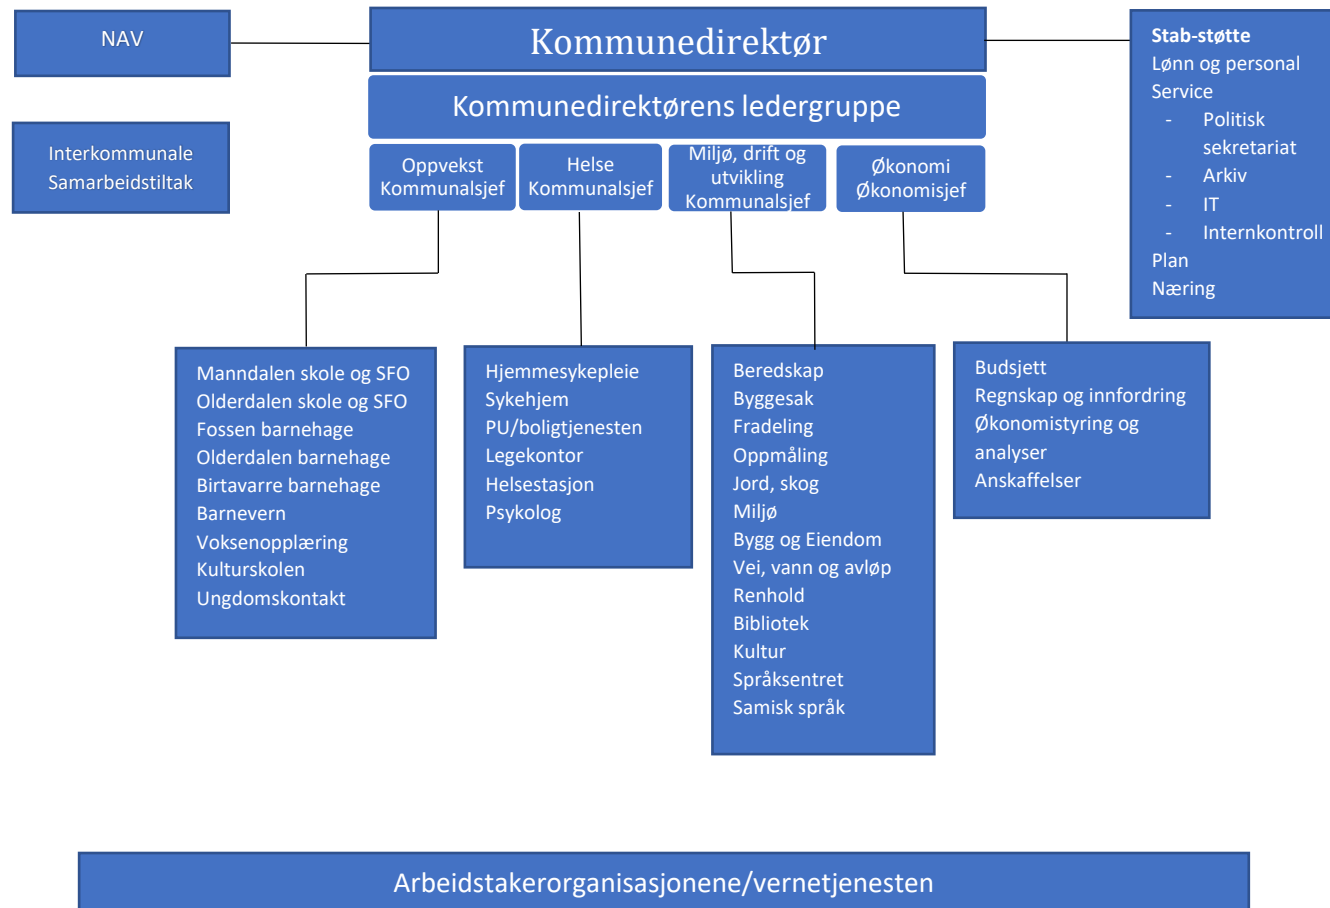 NAV
Kommunedirektør
Kommunedirektørens ledergruppe
Interkommunale
Samarbeidstiltak
Oppvekst
Kommunalsjef
Helse
Kommunalsjef
Miljø, drift og
utvikling
Kommunalsjef
Økonomi
Økonomisjef
Stab-støtte
Lønn og personal
Service
- Politisk
sekretariat
- Arkiv
- IT
- Internkontroll
Plan
Næring
Manndalen skole og SFO
Olderdalen skole og SFO
Fossen barnehage
Olderdalen barnehage
Birtavarre barnehage
Barnevern
Voksenopplæring
Kulturskolen
Ungdomskontakt
Hjemmesykepleie
Sykehjem
PU/boligtjenesten
Legekontor
Helsestasjon
Psykolog
Beredskap
Byggesak
Fradeling
Oppmåling
Jord, skog
Miljø
Bygg og Eiendom
Vei, vann og avløp
Renhold
Bibliotek
Kultur
Språksentret
Samisk språk
Budsjett
Regnskap og innfordring
Økonomistyring og
analyser
Anskaffelser
Arbeidstakerorganisasjonene/vernetjenesten